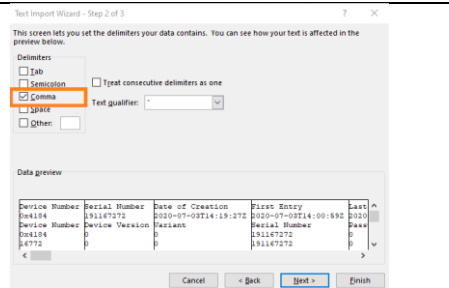 Text Import Wizard - Step 2 of 3 ? ×
This screen lets you set the delimiters your data contains. You can see how your text is affected in the
preview below.
Delimiters
Tab
Semicolon
Comma
Space
Other:
Treat consecutive delimiters as one
Text qualifier: "
Data preview
Device Number Serial Number Date of Creation First Entry Last
0x4184 191167272 2020-07-03T14:19:27Z 2020-07-03T14:00:59Z 2020
Device Number Device Version Variant Serial Number Pass
0x4184 0 0 191167272 0
16772 0 0 191167272 0
Cancel < Back Next > Finish